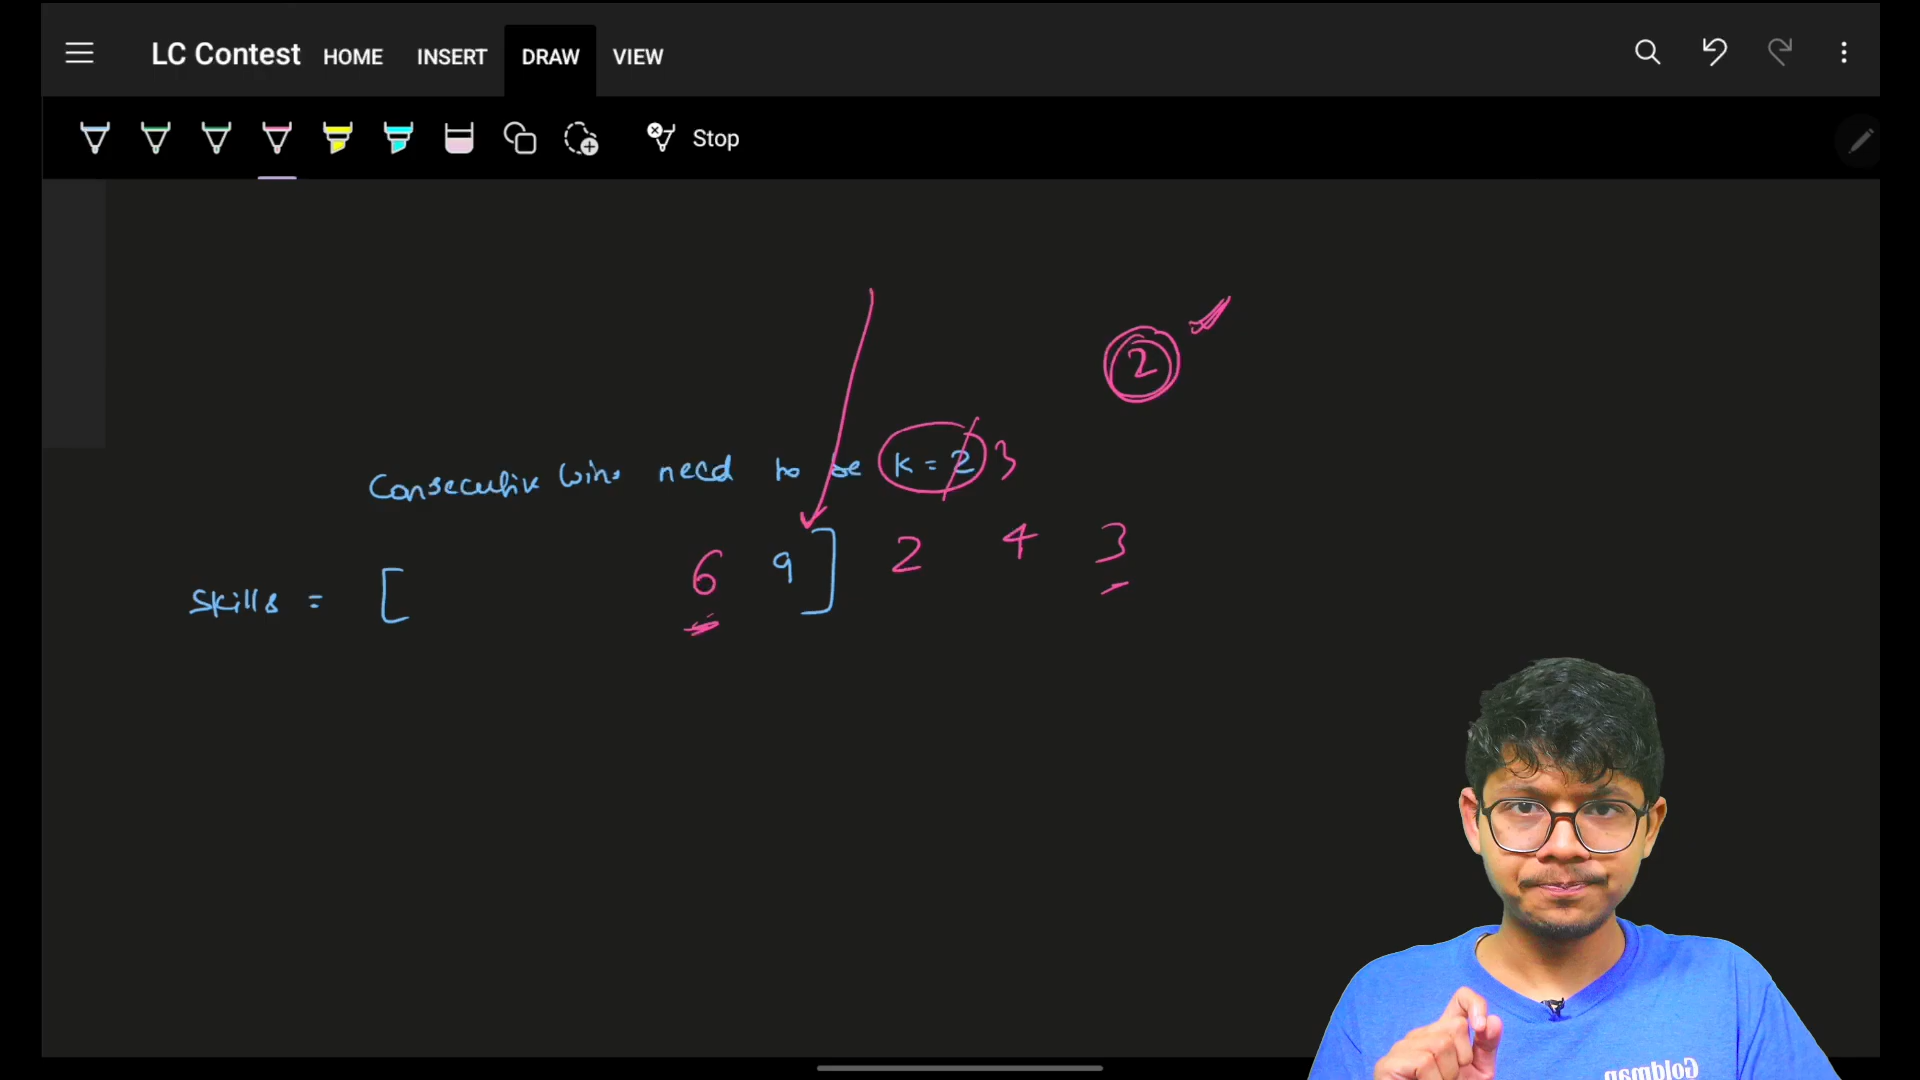 LC Contest HOME INSERT DRAW VIEW
Stop
2
Consecutive wins need to be k = 2 3
Skills = [ 6 9 ] 2 4 3
Goldman